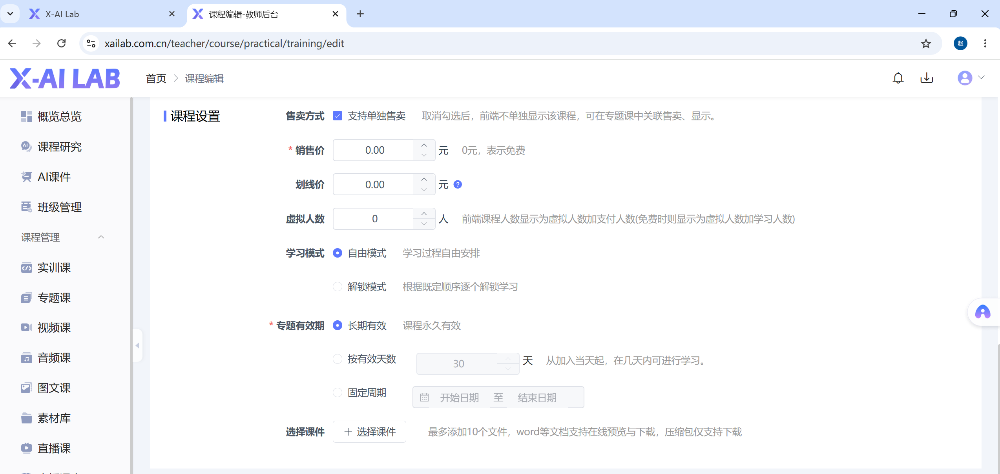 X-AI Lab
课程编辑-教师后台
xailab.com.cn/teacher/course/practical/training/edit
赵
X-AI LAB
首页 > 课程编辑
概览总览
课程研究
AI课件
班级管理
课程管理
实训课
专题课
视频课
音频课
图文课
素材库
直播课
课程设置
售卖方式 支持单独售卖 取消勾选后，前端不单独显示该课程，可在专题课中关联售卖、显示。
* 销售价 0.00 元 0元，表示免费
划线价 0.00 元 ?
虚拟人数 0 人 前端课程人数显示为虚拟人数加支付人数(免费时则显示为虚拟人数加学习人数)
学习模式 自由模式 学习过程自由安排
解锁模式 根据既定顺序逐个解锁学习
* 专题有效期 长期有效 课程永久有效
按有效天数 30 天 从加入当天起，在几天内可进行学习。
固定周期 开始日期 至 结束日期
选择课件 + 选择课件 最多添加10个文件，word等文档支持在线预览与下载，压缩包仅支持下载